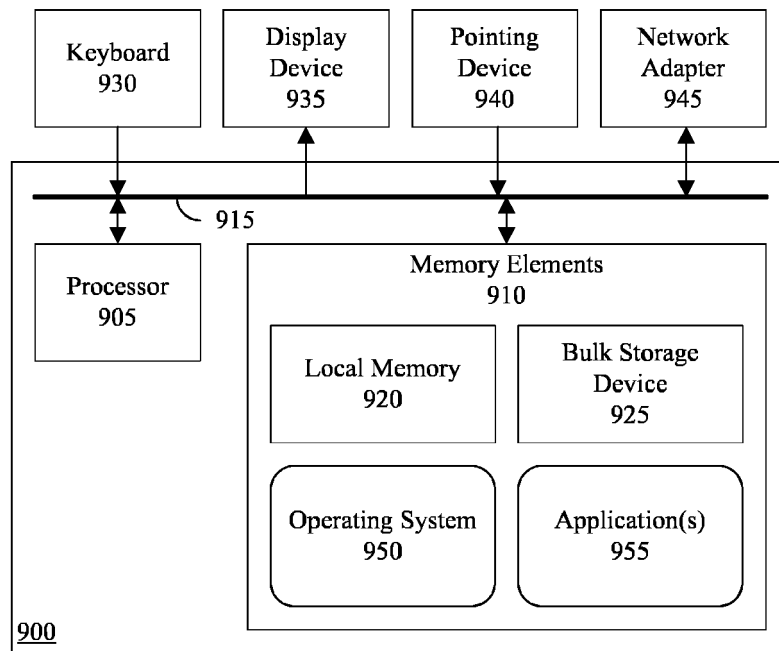 Keyboard
930
Display
Device
935
Pointing
Device
940
Network
Adapter
945
915
Processor
905
Memory Elements
910
Local Memory
920
Bulk Storage
Device
925
Operating System
950
Application(s)
955
900